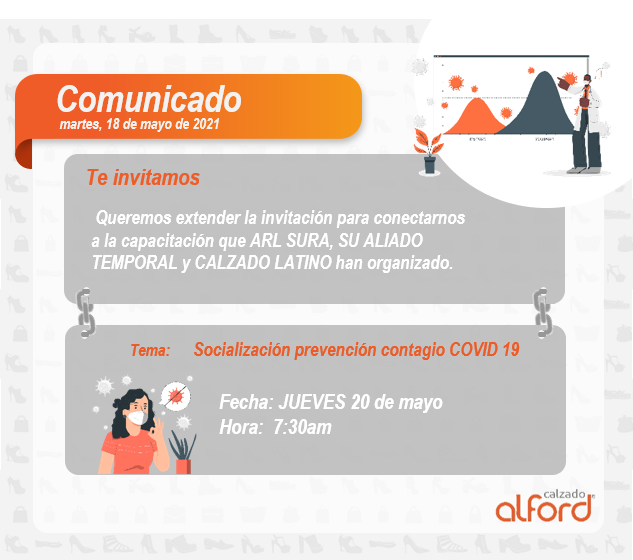 Comunicado
martes, 18 de mayo de 2021
Te invitamos
Queremos extender la invitación para conectarnos
a la capacitación que ARL SURA, SU ALIADO
TEMPORAL y CALZADO LATINO han organizado.
Tema: Socialización prevención contagio COVID 19
Fecha: JUEVES 20 de mayo
Hora: 7:30am
calzado
alford